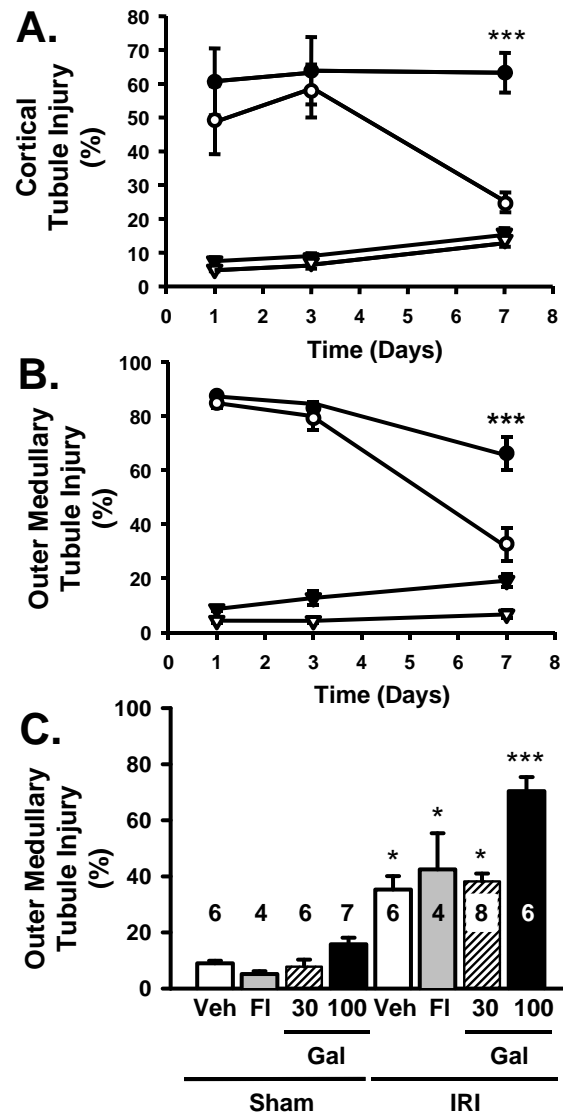 A.
Cortical
Tubule Injury
(%)
80
70
60
50
40
30
20
10
0
***
0 1 2 3 4 5 6 7 8
Time (Days)
B.
Outer Medullary
Tubule Injury
(%)
100
80
60
40
20
0
***
0 1 2 3 4 5 6 7 8
Time (Days)
C.
Outer Medullary
Tubule Injury
(%)
100
80
60
40
20
0
* * * ***
6 4 6 7 6 4 8 6
Veh Fl 30 100 Veh Fl 30 100
Gal Gal
Sham IRI